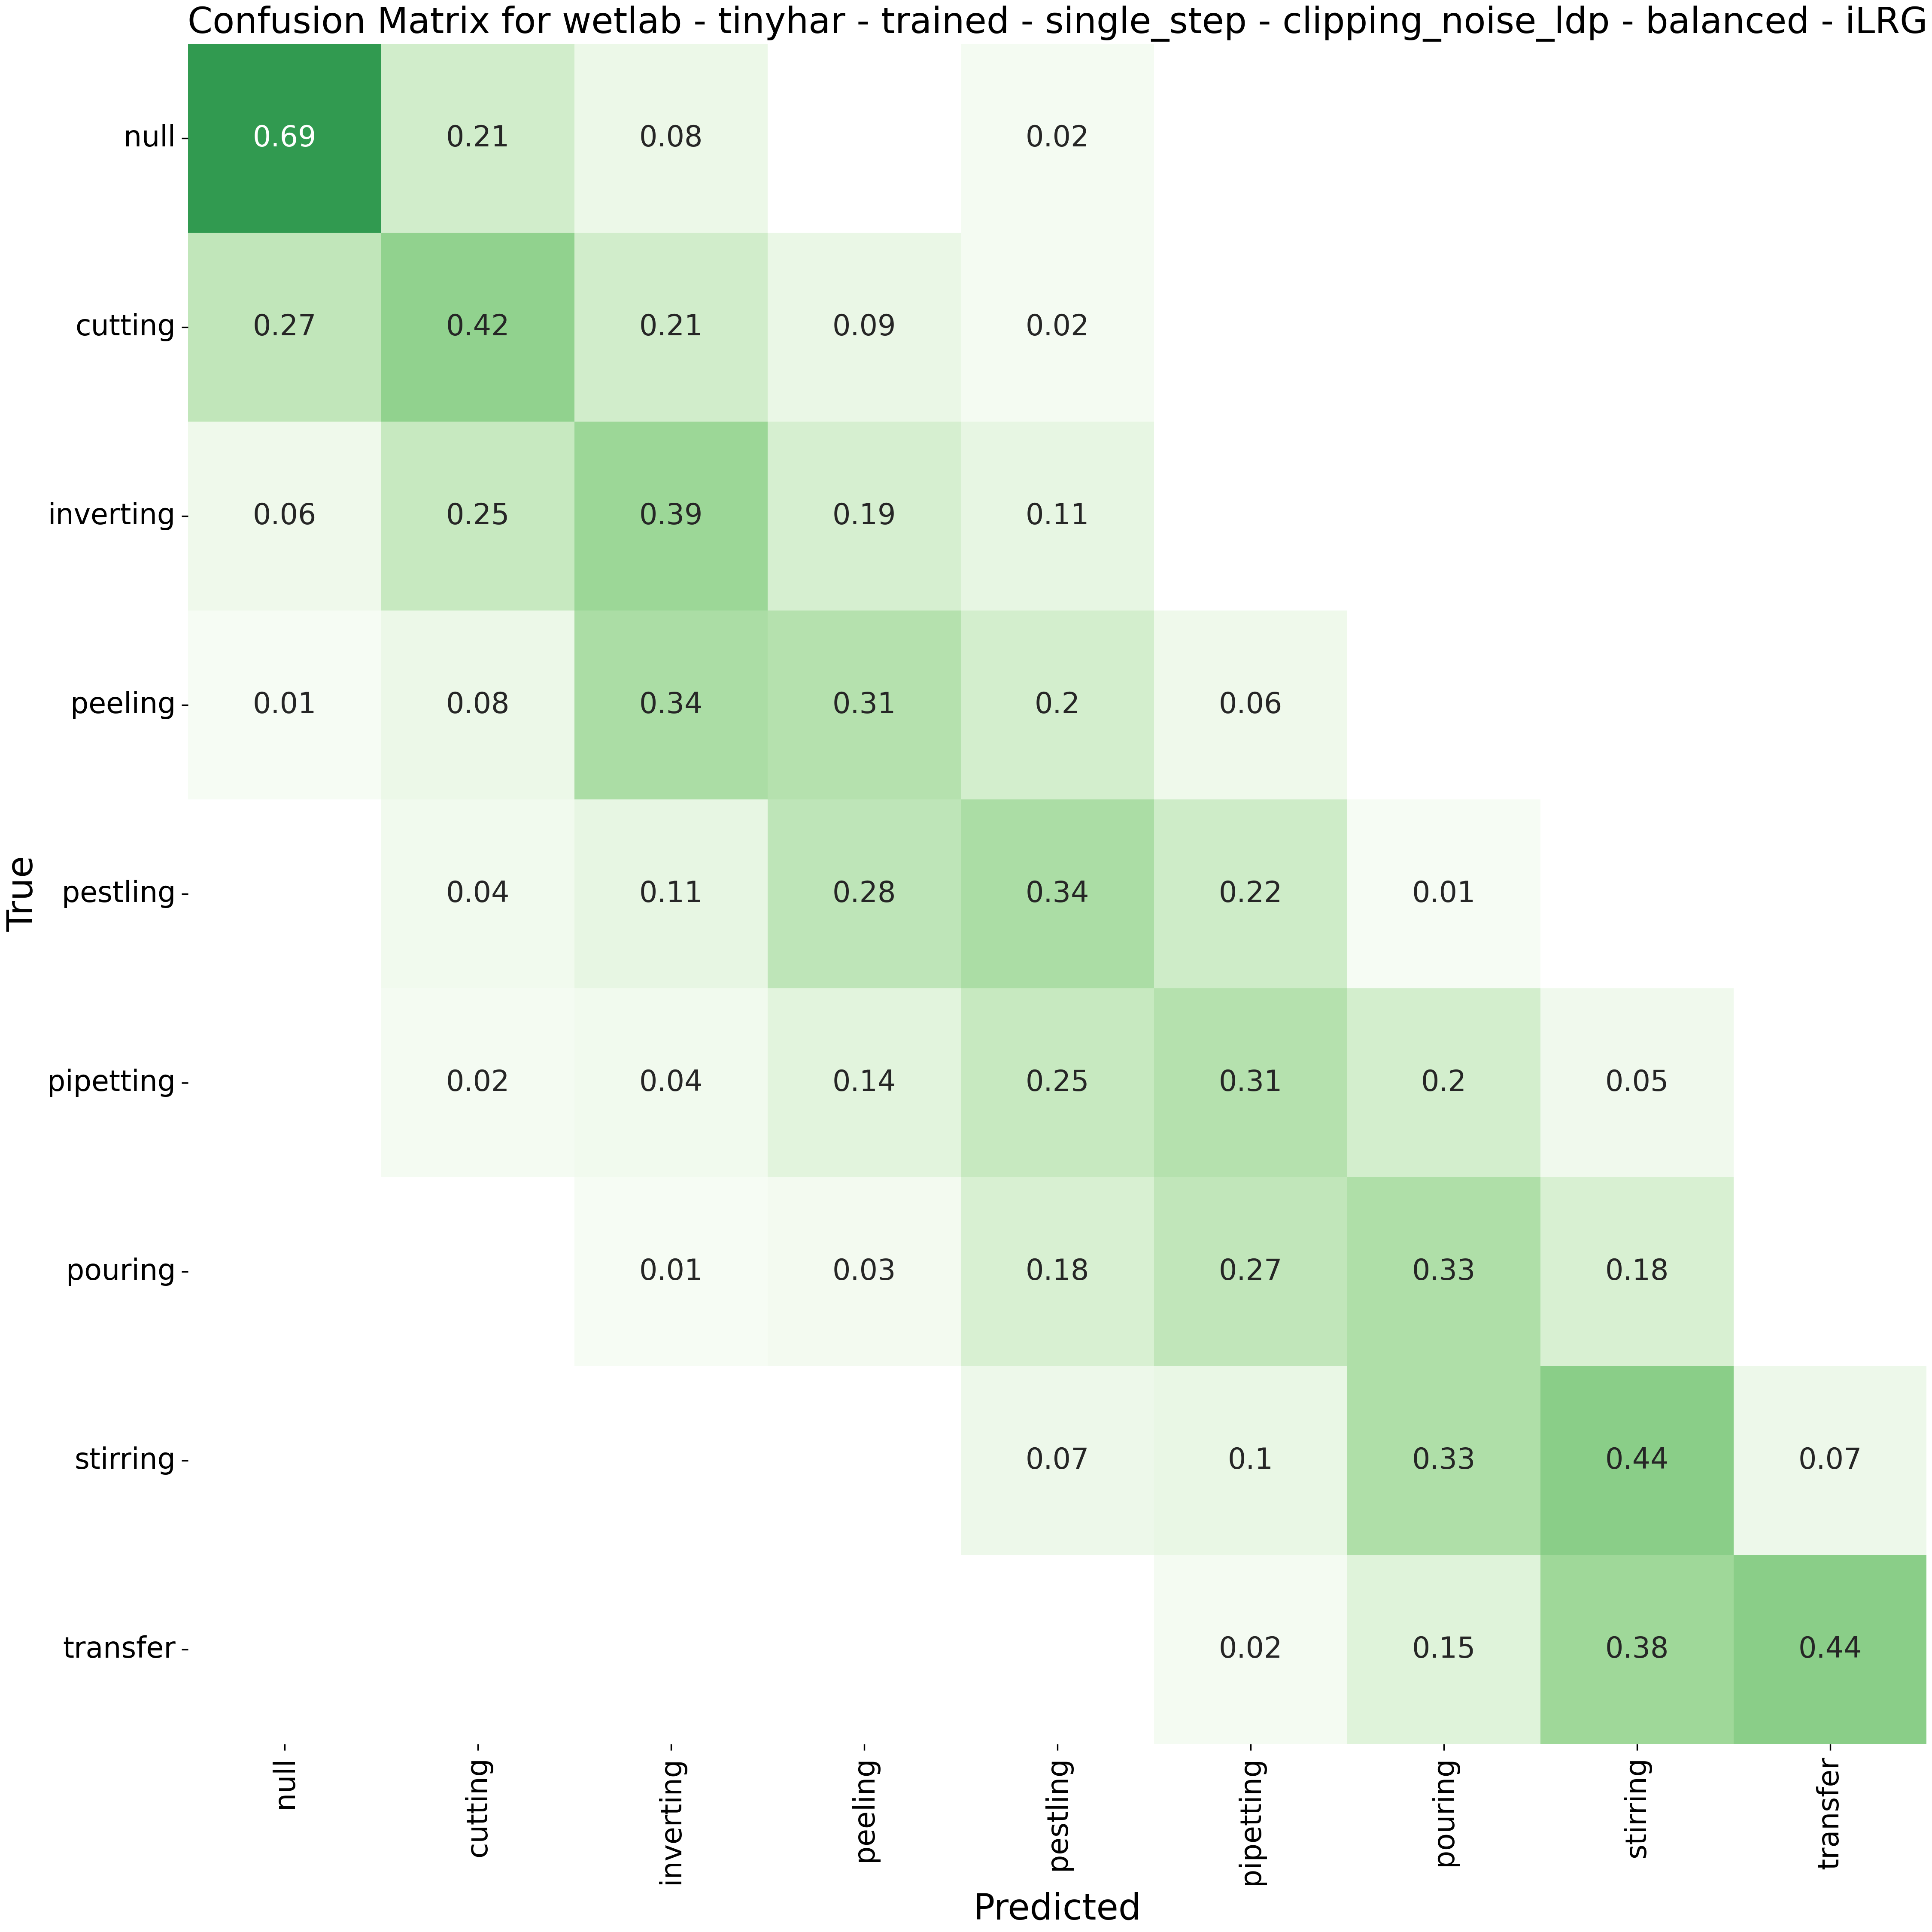 Confusion Matrix for wetlab - tinyhar - trained - single_step - clipping_noise_ldp - balanced - iLRG
null 0.69 0.21 0.08 0.02
cutting 0.27 0.42 0.21 0.09 0.02
inverting 0.06 0.25 0.39 0.19 0.11
peeling 0.01 0.08 0.34 0.31 0.2 0.06
pestling 0.04 0.11 0.28 0.34 0.22 0.01
pipetting 0.02 0.04 0.14 0.25 0.31 0.2 0.05
pouring 0.01 0.03 0.18 0.27 0.33 0.18
stirring 0.07 0.1 0.33 0.44 0.07
transfer 0.02 0.15 0.38 0.44
True
null cutting inverting peeling pestling pipetting pouring stirring transfer
Predicted